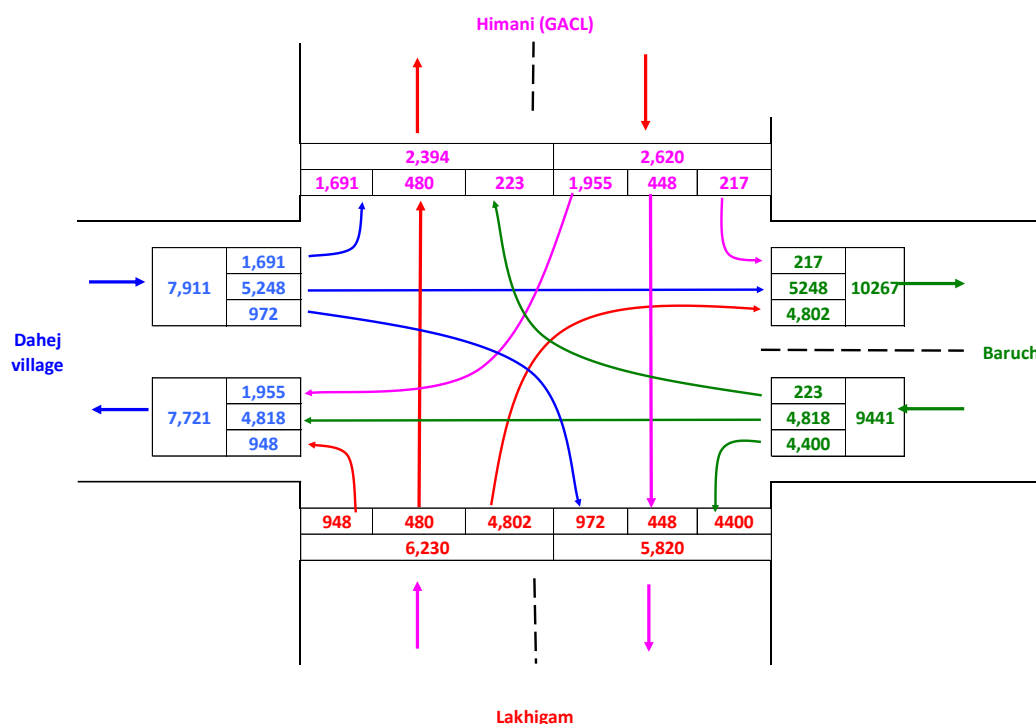 Himani (GACL)
2,394 2,620
1,691 480 223 1,955 448 217
7,911 1,691 5,248 972
217 5248 4,802 10267
Dahej village
Baruch
7,721 1,955 4,818 948
223 4,818 4,400 9441
948 480 4,802 972 448 4400
6,230 5,820
Lakhigam